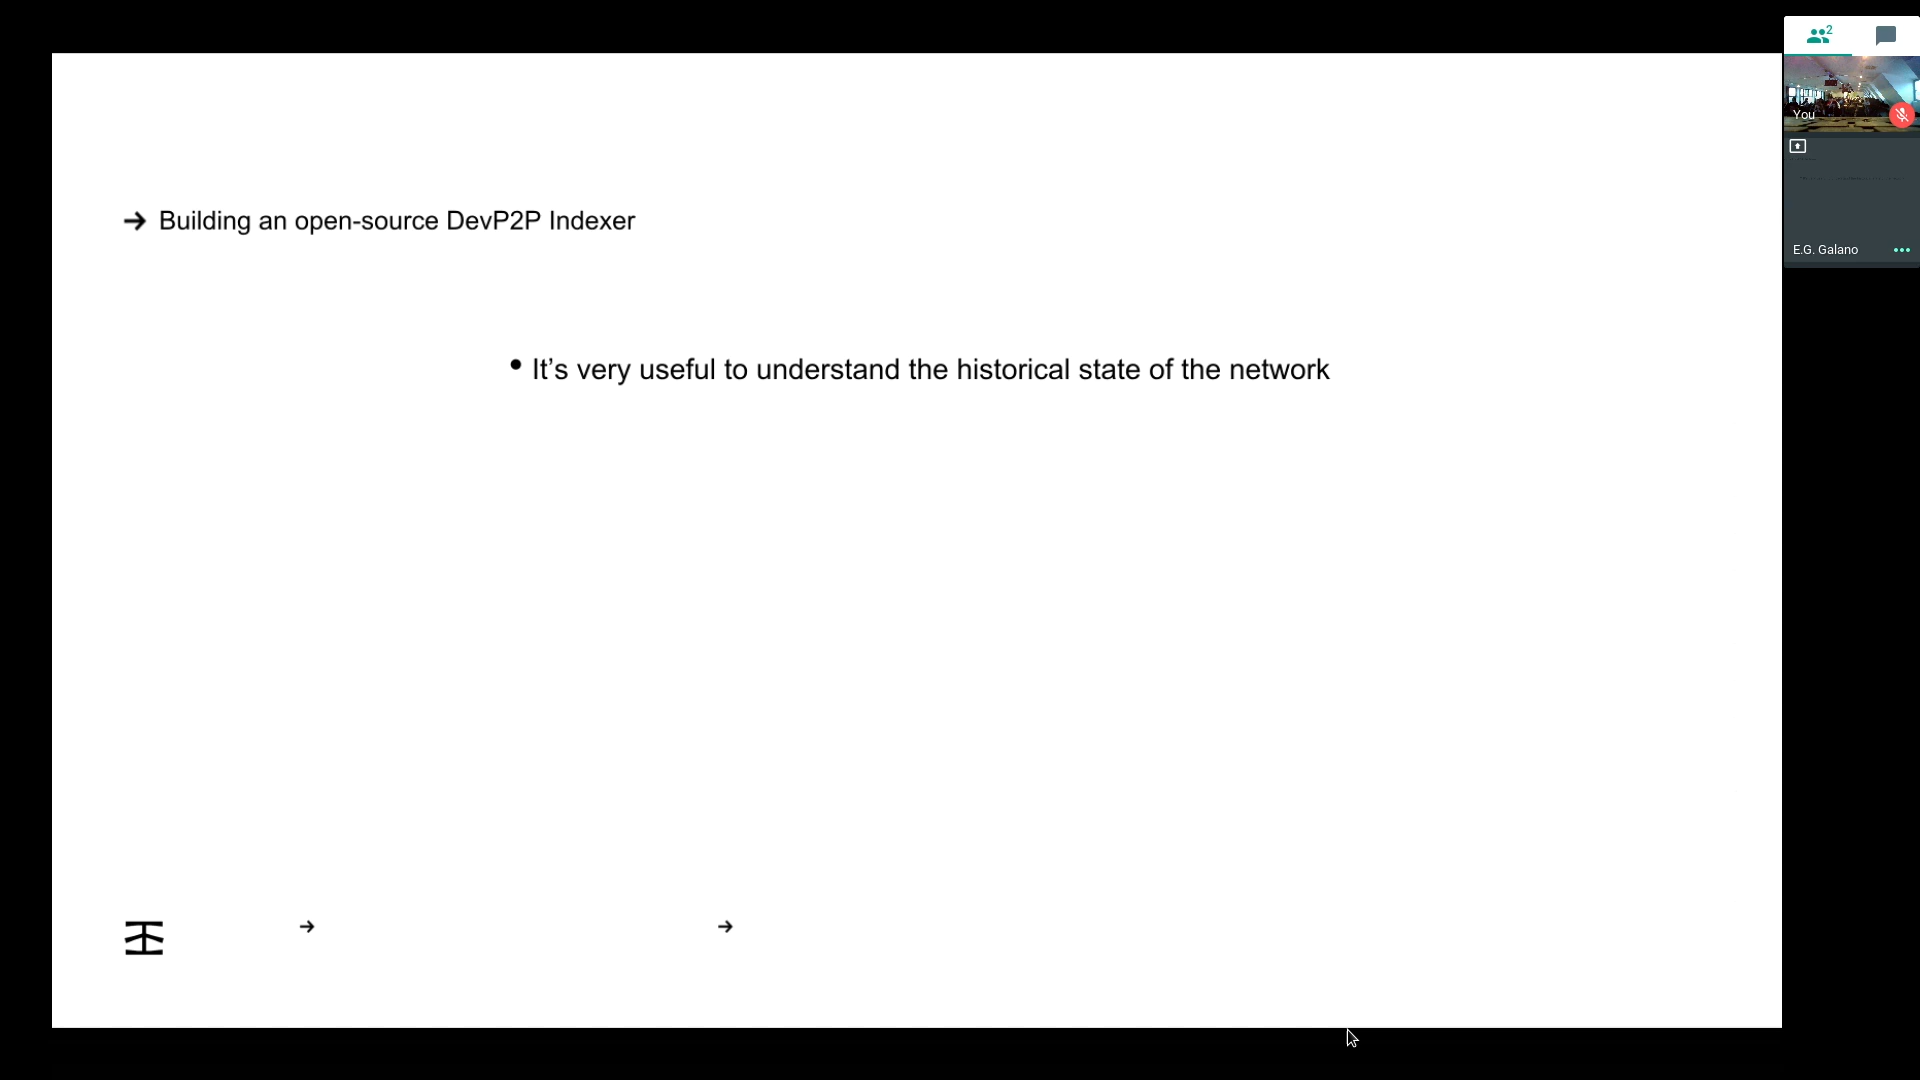 2
You
Building an open-source DevP2P Indexer
E.G. Galano
• It’s very useful to understand the historical state of the network